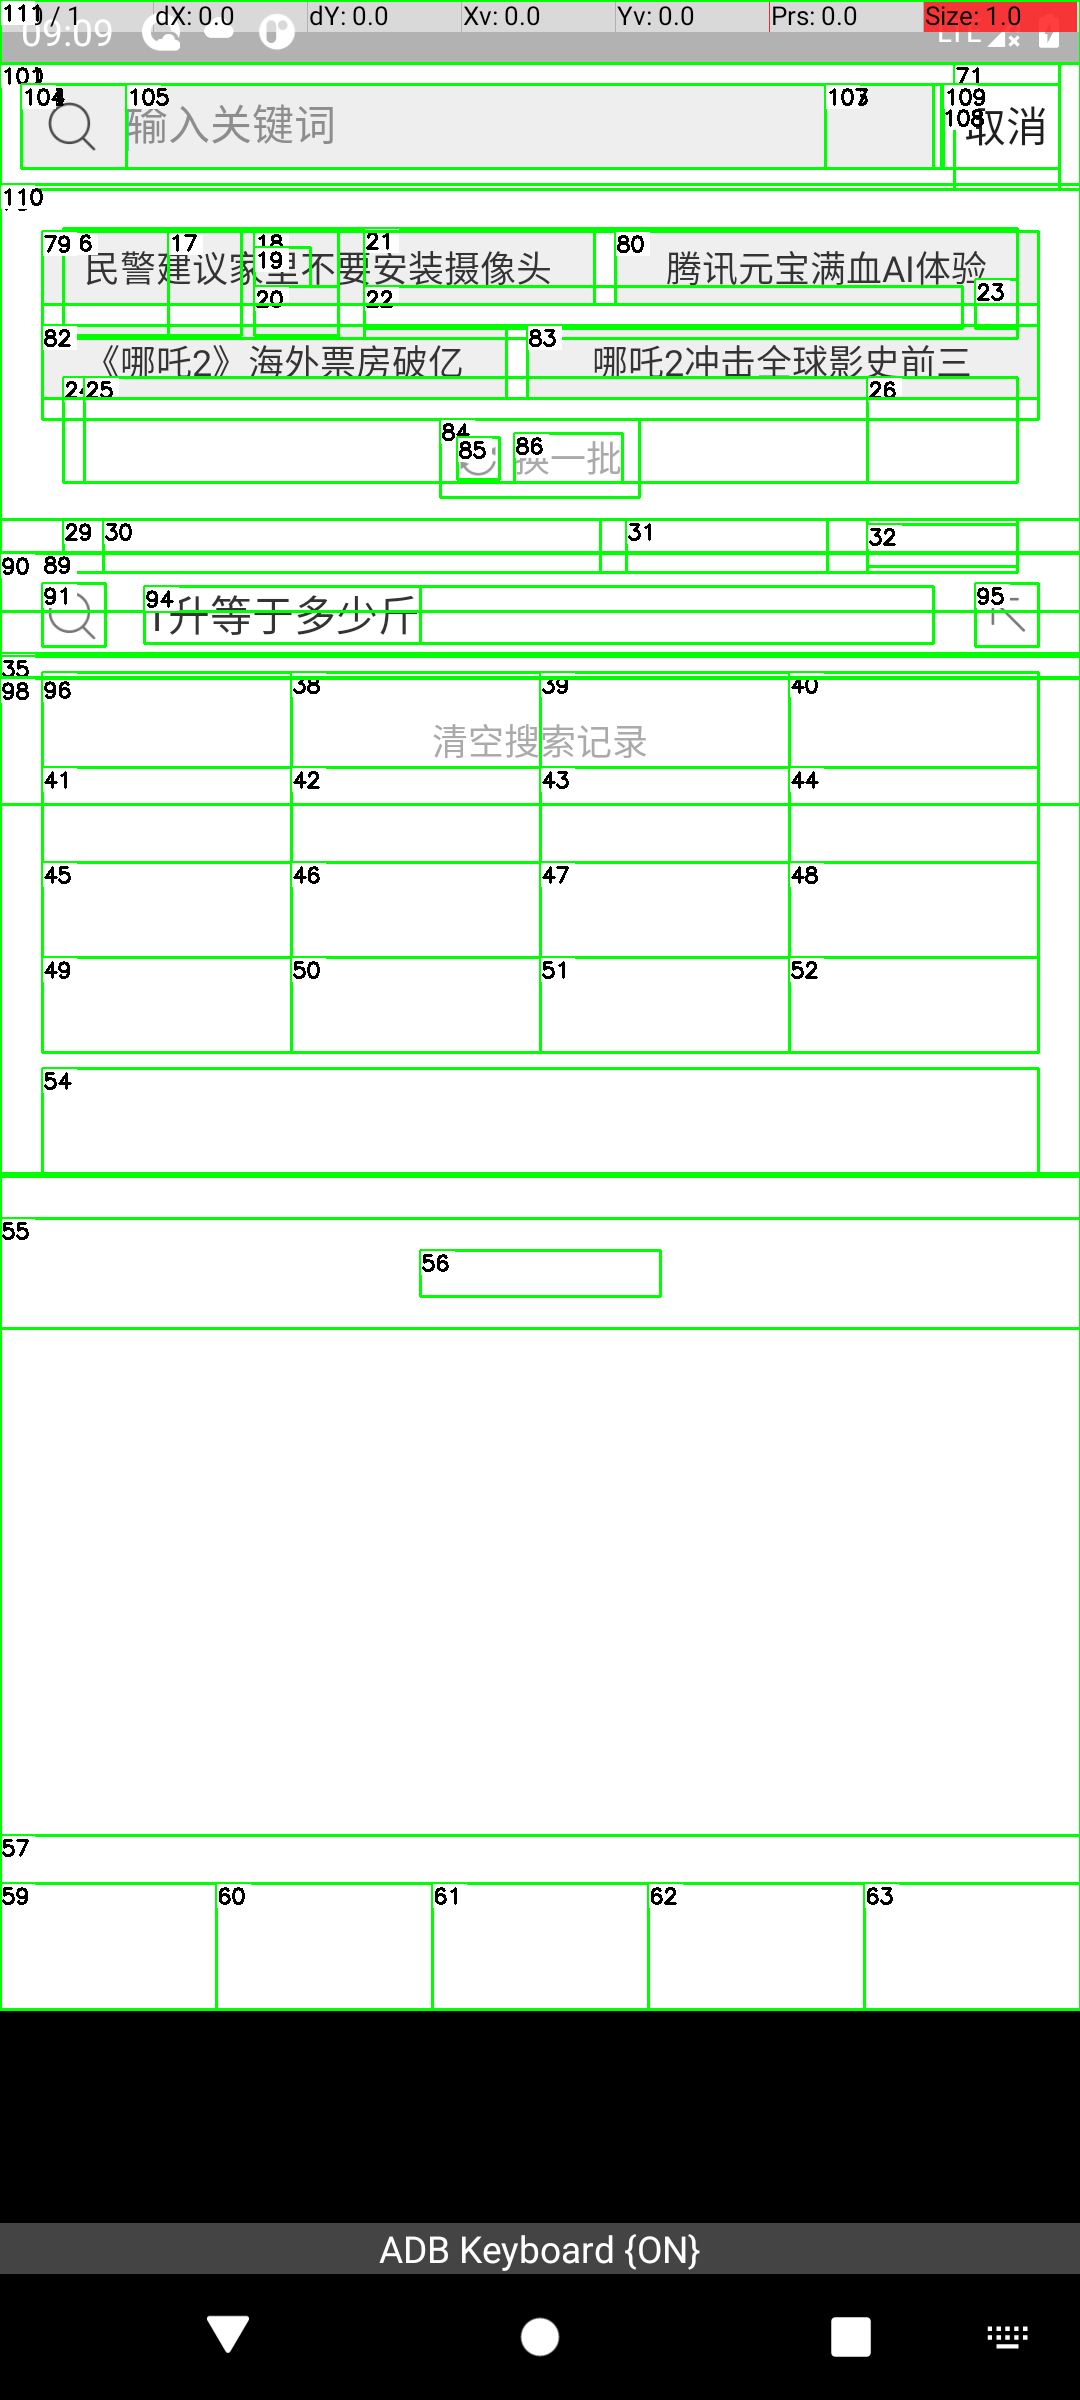 111 / 1 dX: 0.0 dY: 0.0 Xv: 0.0 Yv: 0.0 Prs: 0.0 Size: 1.0
09:09 LTE
101 71
104 105 107 109
输入关键词 108 取消
110
79 6 17 18 21 80
民警建议家里不要安装摄像头 19 腾讯元宝满血AI体验
20 22 23
82 83
《哪吒2》海外票房破亿 哪吒2冲击全球影史前三
24 25 26
84
85 86 换一批
29 30 31 32
90 89
91 94 1升等于多少斤 95
35
98 96 38 39 40
清空搜索记录
41 42 43 44
45 46 47 48
49 50 51 52
54
55
56
57
59 60 61 62 63
ADB Keyboard {ON}